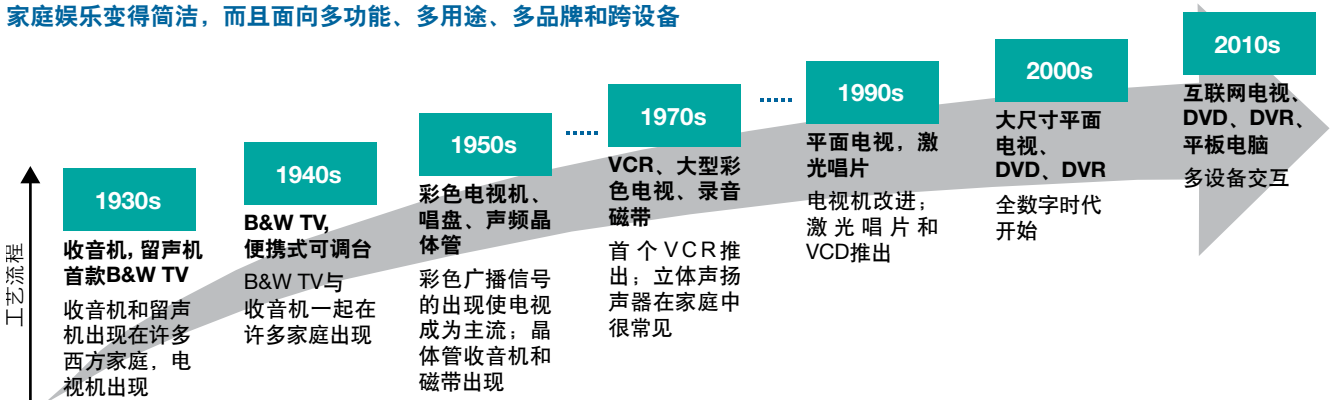 家庭娱乐变得简洁，而且面向多功能、多用途、多品牌和跨设备
工艺流程
1930s
收音机, 留声机
首款B&W TV
收音机和留声
机出现在许多
西方家庭，电
视机出现
1940s
B&W TV,
便携式可调台
B&W TV与
收音机一起在
许多家庭出现
1950s
彩色电视机、
唱盘、声频晶
体管
彩色广播信号
的出现使电视
成为主流；晶
体管收音机和
磁带出现
1970s
VCR、大型彩
色电视、录音
磁带
首个VCR推
出；立体声扬
声器在家庭中
很常见
1990s
平面电视，激
光唱片
电视机改进；
激光唱片和
VCD推出
2000s
大尺寸平面
电视、
DVD、DVR
全数字时代
开始
2010s
互联网电视、
DVD、DVR、
平板电脑
多设备交互